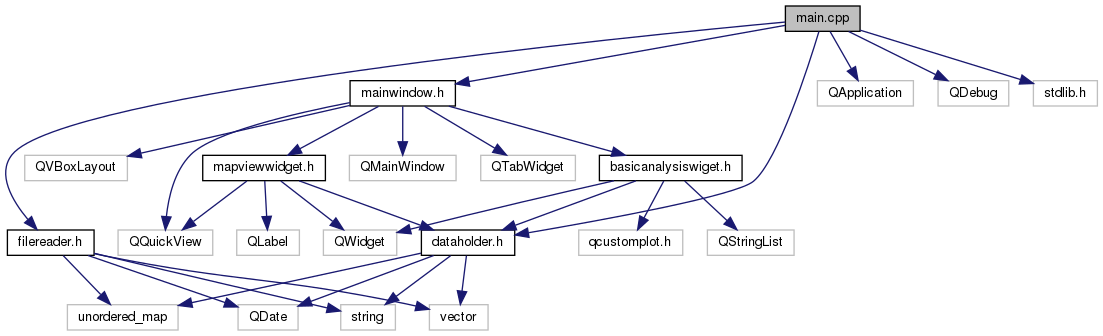 main.cpp
mainwindow.h
QApplication
QDebug
stdlib.h
QVBoxLayout
mapviewwidget.h
QMainWindow
QTabWidget
basicanalysiswiget.h
filereader.h
QQuickView
QLabel
QWidget
dataholder.h
qcustomplot.h
QStringList
unordered_map
QDate
string
vector